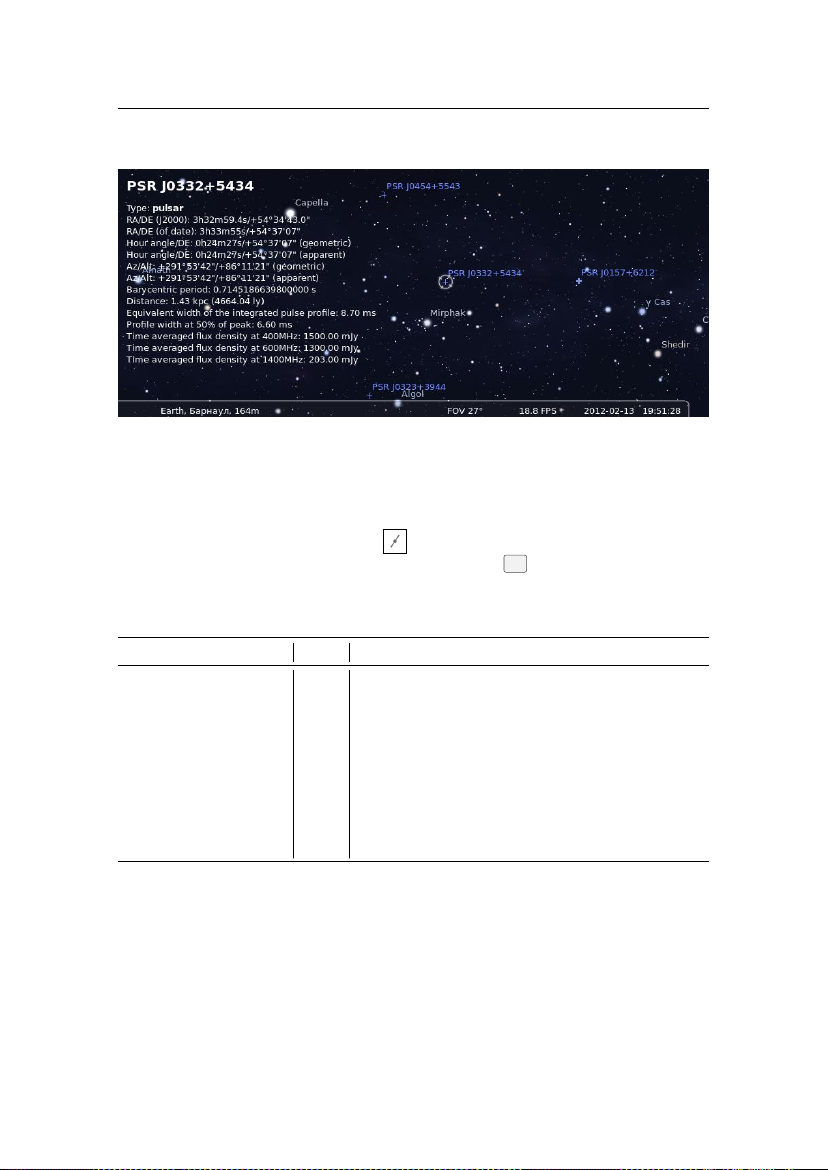 PSR J0332+5434
PSR J0454+5543
Capella
Type: pulsar
RA/DE (J2000): 3h32m59.4s/+54°34'43.0"
RA/DE (of date): 3h33m55s/+54°37'07"
Hour angle/DE: 0h24m27s/+54°37'07" (geometric)
Hour angle/DE: 0h24m27s/+54°37'07" (apparent)
Az/Alt: +291°53'42"/+86°11'21" (geometric)
Az/Alt: +291°53'42"/+86°11'21" (apparent)
PSR J0332+5434
PSR J0157+6212
Barycentric period: 0.7145186639800000 s
Distance: 1.43 kpc (4664.04 ly)
γ Cas
Equivalent width of the integrated pulse profile: 8.70 ms
Mirphak
C
Profile width at 50% of peak: 6.60 ms
Time averaged flux density at 400MHz: 1500.00 mJy
Time averaged flux density at 600MHz: 1300.00 mJy
Shedir
Time averaged flux density at 1400MHz: 203.00 mJy
PSR J0323+3944
Algol
Earth, Барнаул, 164m
FOV 27°
18.8 FPS
2012-02-13 19:51:28